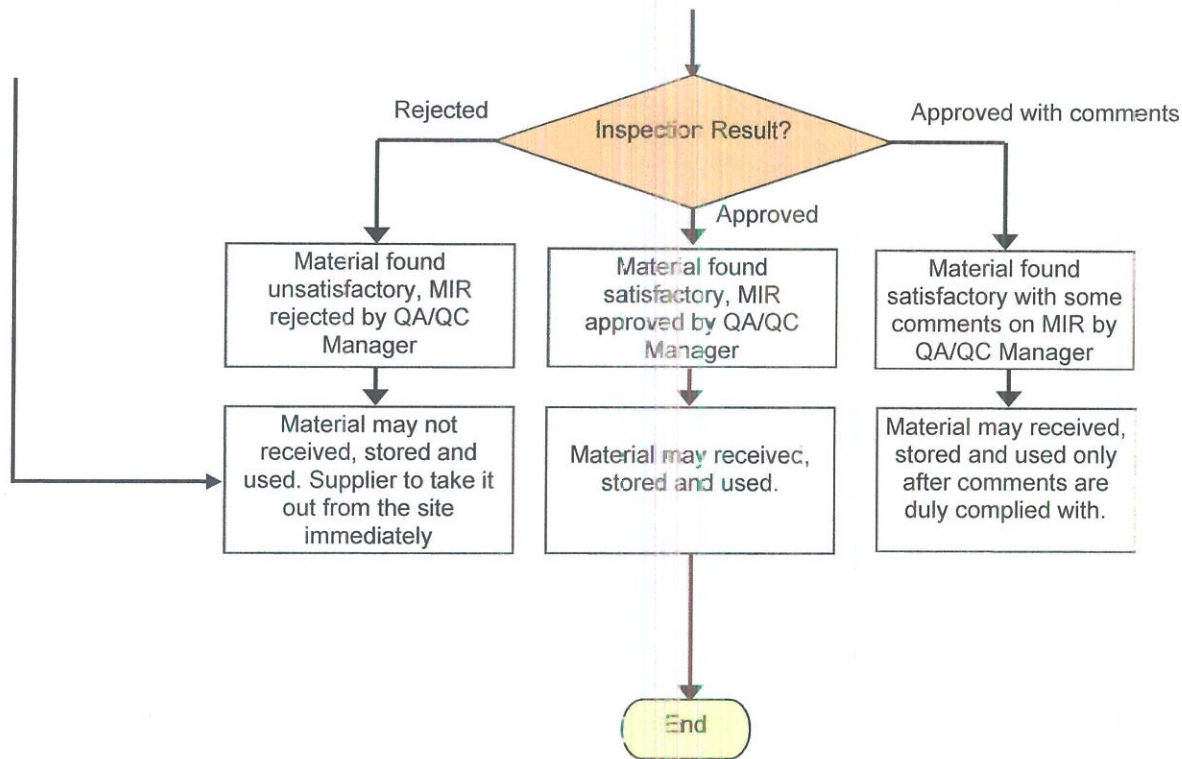 Rejected
Inspection Result?
Approved with comments
Approved
Material found
unsatisfactory, MIR
rejected by QA/QC
Manager
Material found
satisfactory, MIR
approved by QA/QC
Manager
Material found
satisfactory with some
comments on MIR by
QA/QC Manager
Material may not
received, stored and
used. Supplier to take it
out from the site
immediately
Material may received,
stored and used.
Material may received,
stored and used only
after comments are
duly complied with.
End